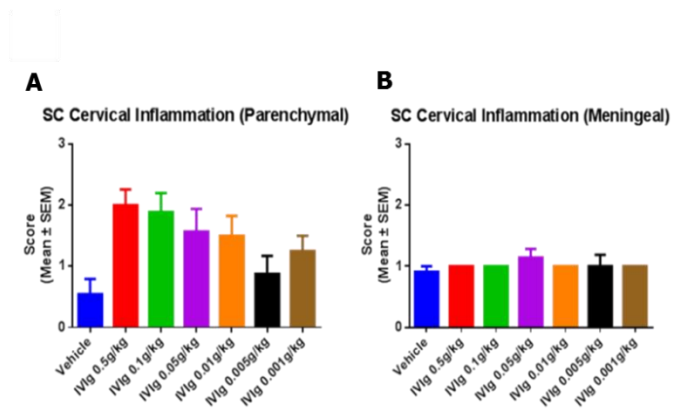 A
SC Cervical Inflammation (Parenchymal)
3
2
1
0
Score
(Mean ± SEM)
Vehicle
IVIg 0.5g/kg
IVIg 0.1g/kg
IVIg 0.05g/kg
IVIg 0.01g/kg
IVIg 0.005g/kg
IVIg 0.001g/kg
B
SC Cervical Inflammation (Meningeal)
3
2
1
0
Score
(Mean ± SEM)
Vehicle
IVIg 0.5g/kg
IVIg 0.1g/kg
IVIg 0.05g/kg
IVIg 0.01g/kg
IVIg 0.005g/kg
IVIg 0.001g/kg